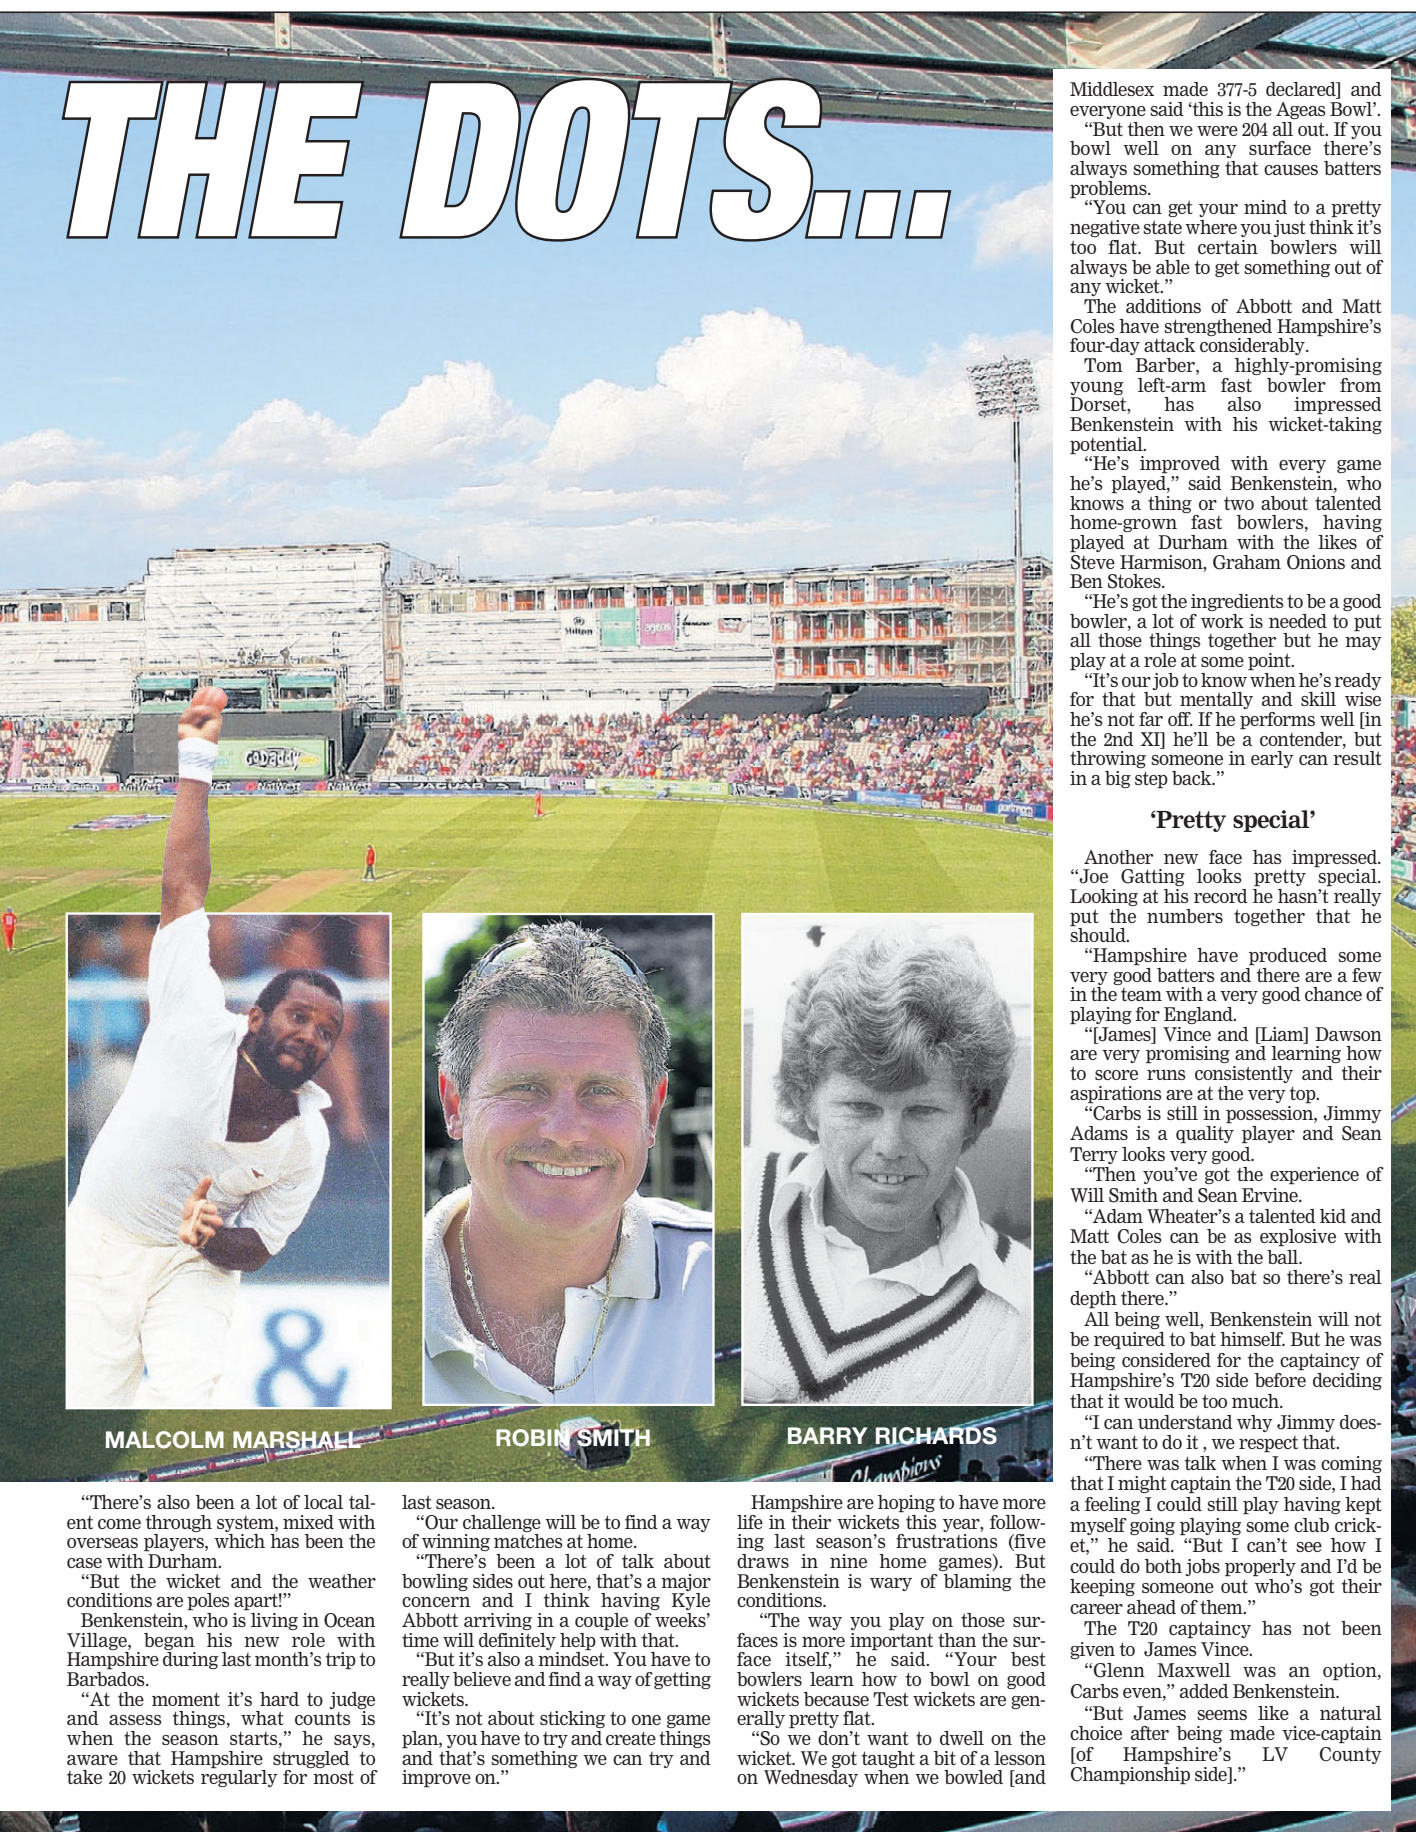 THE DOTS...
Hilton
ageas
GoDaddy
NatWest
NatWest
NatWest
JAGUAR
Champions
&
MALCOLM MARSHALL
ROBIN SMITH
BARRY RICHARDS
“There’s also been a lot of local tal-
ent come through system, mixed with
overseas players, which has been the
case with Durham.
“But the wicket and the weather
conditions are poles apart!”
Benkenstein, who is living in Ocean
Village, began his new role with
Hampshire during last month’s trip to
Barbados.
“At the moment it’s hard to judge
and assess things, what counts is
when the season starts,” he says,
aware that Hampshire struggled to
take 20 wickets regularly for most of
last season.
“Our challenge will be to find a way
of winning matches at home.
“There’s been a lot of talk about
bowling sides out here, that’s a major
concern and I think having Kyle
Abbott arriving in a couple of weeks’
time will definitely help with that.
“But it’s also a mindset. You have to
really believe and find a way of getting
wickets.
“It’s not about sticking to one game
plan, you have to try and create things
and that’s something we can try and
improve on.”
Hampshire are hoping to have more
life in their wickets this year, follow-
ing last season’s frustrations (five
draws in nine home games). But
Benkenstein is wary of blaming the
conditions.
“The way you play on those sur-
faces is more important than the sur-
face itself,” he said. “Your best
bowlers learn how to bowl on good
wickets because Test wickets are gen-
erally pretty flat.
“So we don’t want to dwell on the
wicket. We got taught a bit of a lesson
on Wednesday when we bowled [and
Middlesex made 377-5 declared] and
everyone said ‘this is the Ageas Bowl’.
“But then we were 204 all out. If you
bowl well on any surface there’s
always something that causes batters
problems.
“You can get your mind to a pretty
negative state where you just think it’s
too flat. But certain bowlers will
always be able to get something out of
any wicket.”
The additions of Abbott and Matt
Coles have strengthened Hampshire’s
four-day attack considerably.
Tom Barber, a highly-promising
young left-arm fast bowler from
Dorset, has also impressed
Benkenstein with his wicket-taking
potential.
“He’s improved with every game
he’s played,” said Benkenstein, who
knows a thing or two about talented
home-grown fast bowlers, having
played at Durham with the likes of
Steve Harmison, Graham Onions and
Ben Stokes.
“He’s got the ingredients to be a good
bowler, a lot of work is needed to put
all those things together but he may
play at a role at some point.
“It’s our job to know when he’s ready
for that but mentally and skill wise
he’s not far off. If he performs well [in
the 2nd XI] he’ll be a contender, but
throwing someone in early can result
in a big step back.”
‘Pretty special’
Another new face has impressed.
“Joe Gatting looks pretty special.
Looking at his record he hasn’t really
put the numbers together that he
should.
“Hampshire have produced some
very good batters and there are a few
in the team with a very good chance of
playing for England.
“[James] Vince and [Liam] Dawson
are very promising and learning how
to score runs consistently and their
aspirations are at the very top.
“Carbs is still in possession, Jimmy
Adams is a quality player and Sean
Terry looks very good.
“Then you’ve got the experience of
Will Smith and Sean Ervine.
“Adam Wheater’s a talented kid and
Matt Coles can be as explosive with
the bat as he is with the ball.
“Abbott can also bat so there’s real
depth there.”
All being well, Benkenstein will not
be required to bat himself. But he was
being considered for the captaincy of
Hampshire’s T20 side before deciding
that it would be too much.
“I can understand why Jimmy does-
n’t want to do it , we respect that.
“There was talk when I was coming
that I might captain the T20 side, I had
a feeling I could still play having kept
myself going playing some club crick-
et,” he said. “But I can’t see how I
could do both jobs properly and I’d be
keeping someone out who’s got their
career ahead of them.”
The T20 captaincy has not been
given to James Vince.
“Glenn Maxwell was an option,
Carbs even,” added Benkenstein.
“But James seems like a natural
choice after being made vice-captain
[of Hampshire’s LV County
Championship side].”